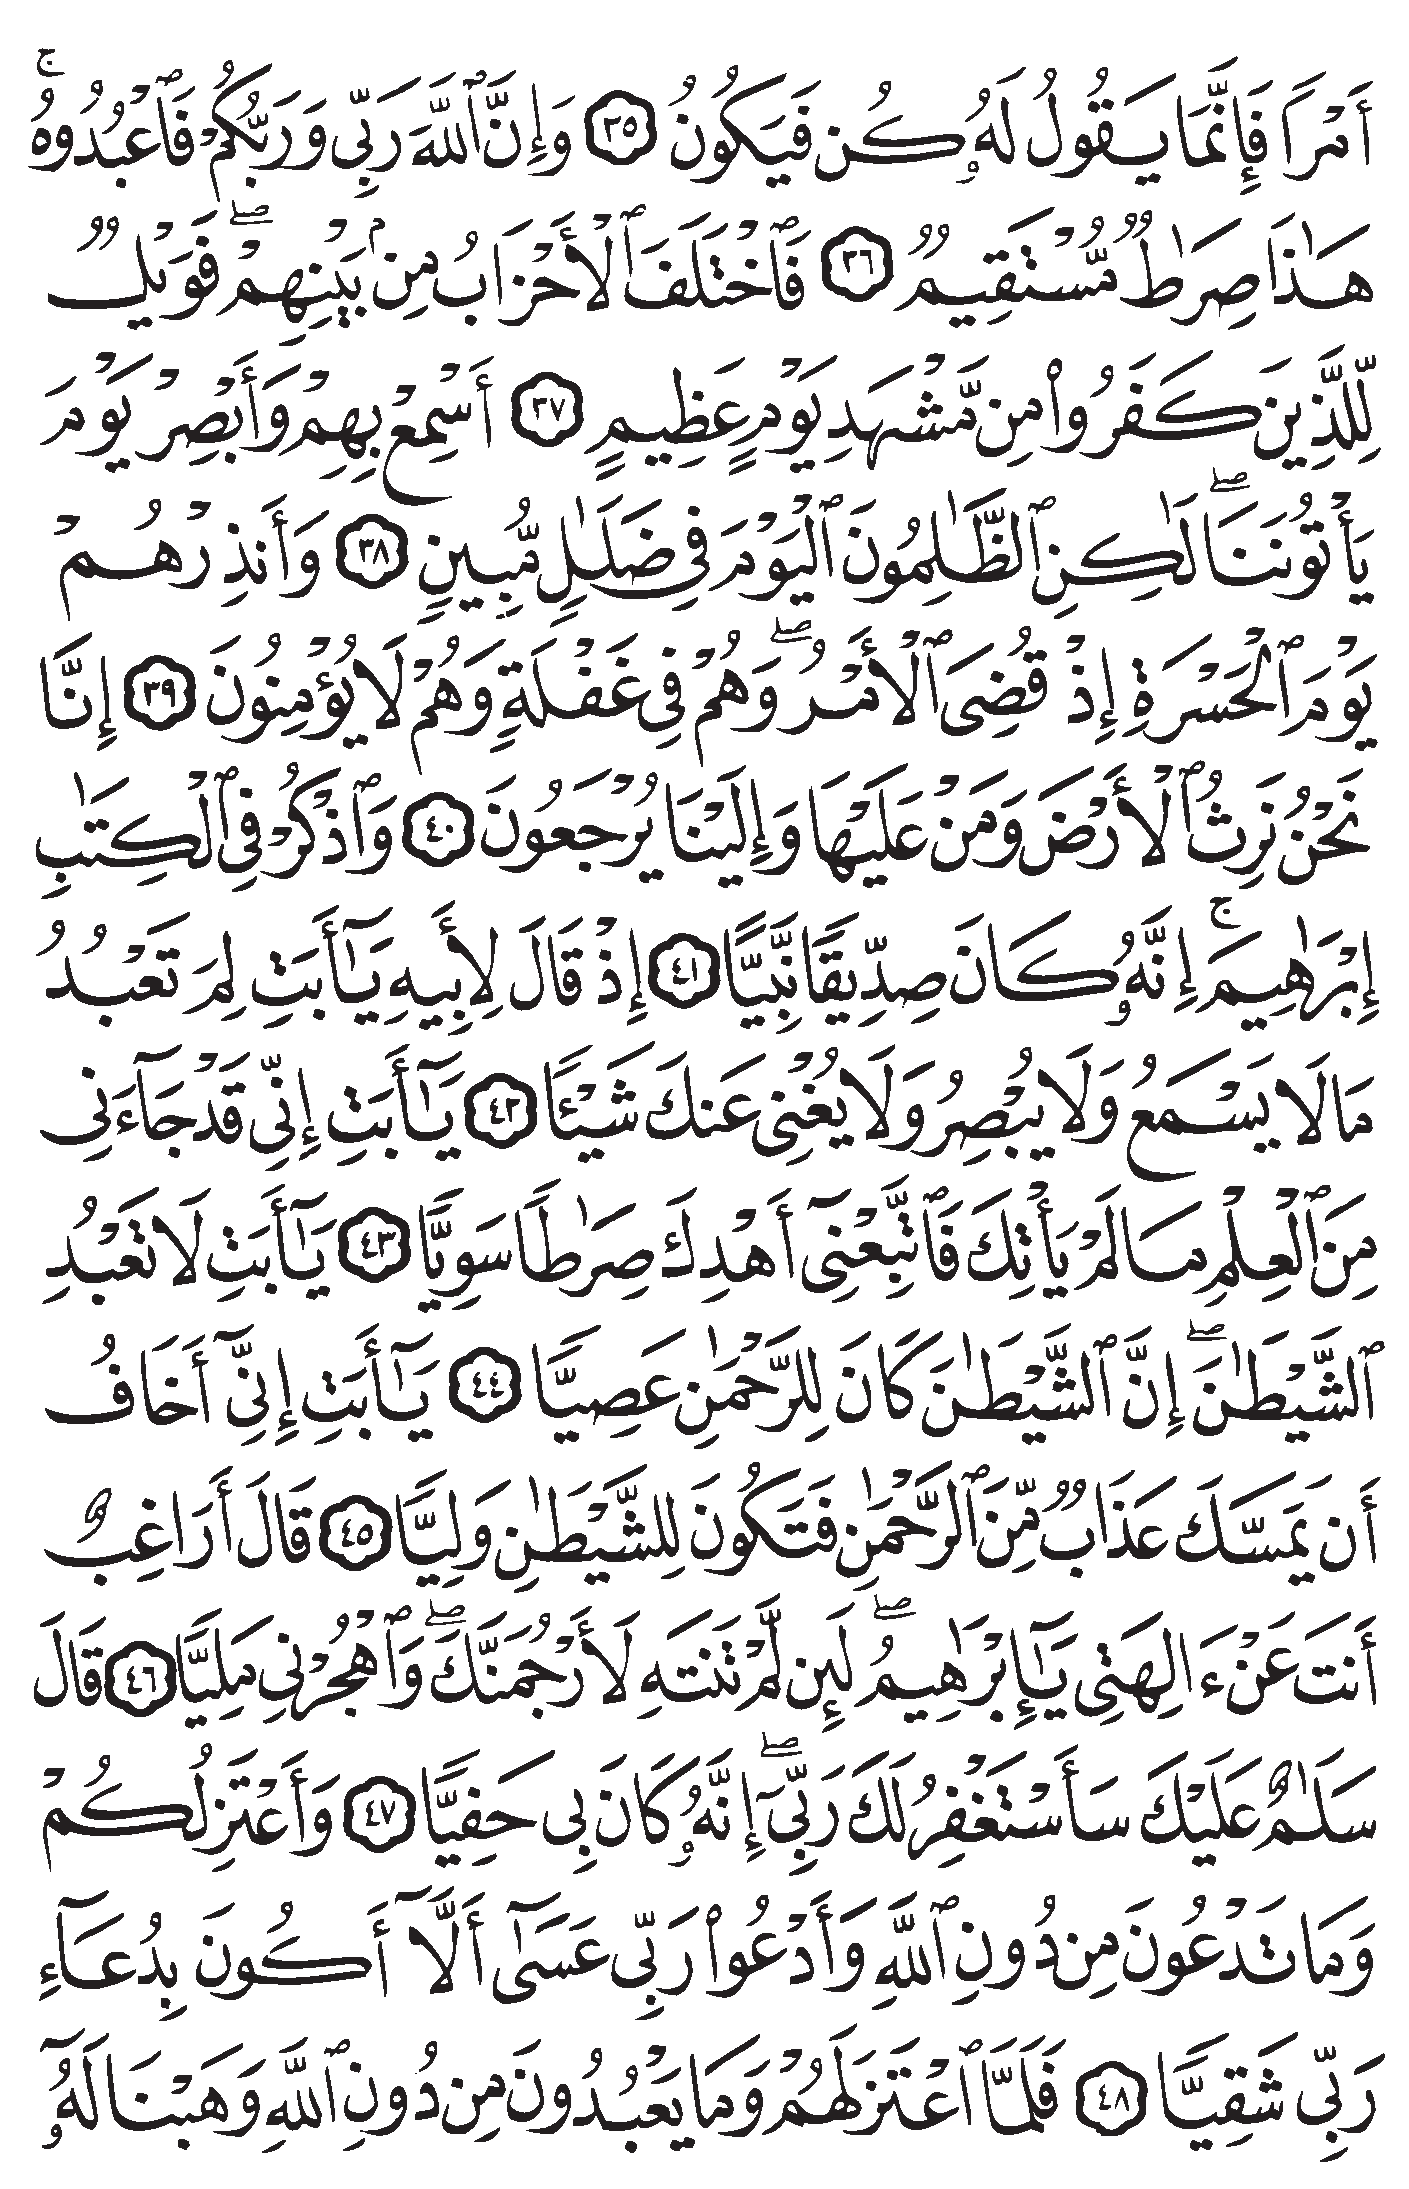 أَمْرًا فَإِنَّمَا يَقُولُ لَهُۥ كُن فَيَكُونُ ٣٥ وَإِنَّ ٱللَّهَ رَبِّى وَرَبُّكُمْ فَٱعْبُدُوهُ ۚ
هَـٰذَا صِرَٰطٌ مُّسْتَقِيمٌ ٣٦ فَٱخْتَلَفَ ٱلْأَحْزَابُ مِنۢ بَيْنِهِمْ ۖ فَوَيْلٌ
لِّلَّذِينَ كَفَرُوا۟ مِن مَّشْهَدِ يَوْمٍ عَظِيمٍ ٣٧ أَسْمِعْ بِهِمْ وَأَبْصِرْ يَوْمَ
يَأْتُونَنَا ۖ لَـٰكِنِ ٱلظَّـٰلِمُونَ ٱلْيَوْمَ فِى ضَلَـٰلٍ مُّبِينٍ ٣٨ وَأَنذِرْهُمْ
يَوْمَ ٱلْحَسْرَةِ إِذْ قُضِىَ ٱلْأَمْرُ ۖ وَهُمْ فِى غَفْلَةٍ وَهُمْ لَا يُؤْمِنُونَ ٣٩ إِنَّا
نَحْنُ نَرِثُ ٱلْأَرْضَ وَمَنْ عَلَيْهَا وَإِلَيْنَا يُرْجَعُونَ ٤٠ وَٱذْكُرْ فِى ٱلْكِتَـٰبِ
إِبْرَٰهِيمَ ۚ إِنَّهُۥ كَانَ صِدِّيقًا نَّبِيًّا ٤١ إِذْ قَالَ لِأَبِيهِ يَـٰٓأَبَتِ لِمَ تَعْبُدُ
مَا لَا يَسْمَعُ وَلَا يُبْصِرُ وَلَا يُغْنِى عَنكَ شَيْـًٔا ٤٢ يَـٰٓأَبَتِ إِنِّى قَدْ جَآءَنِى
مِنَ ٱلْعِلْمِ مَا لَمْ يَأْتِكَ فَٱتَّبِعْنِىٓ أَهْدِكَ صِرَٰطًا سَوِيًّا ٤٣ يَـٰٓأَبَتِ لَا تَعْبُدِ
ٱلشَّيْطَـٰنَ ۖ إِنَّ ٱلشَّيْطَـٰنَ كَانَ لِلرَّحْمَـٰنِ عَصِيًّا ٤٤ يَـٰٓأَبَتِ إِنِّىٓ أَخَافُ
أَن يَمَسَّكَ عَذَابٌ مِّنَ ٱلرَّحْمَـٰنِ فَتَكُونَ لِلشَّيْطَـٰنِ وَلِيًّا ٤٥ قَالَ أَرَاغِبٌ
أَنتَ عَنْ ءَالِهَتِى يَـٰٓإِبْرَٰهِيمُ ۖ لَئِن لَّمْ تَنتَهِ لَأَرْجُمَنَّكَ ۖ وَٱهْجُرْنِى مَلِيًّا ٤٦ قَالَ
سَلَـٰمٌ عَلَيْكَ سَأَسْتَغْفِرُ لَكَ رَبِّىٓ ۖ إِنَّهُۥ كَانَ بِى حَفِيًّا ٤٧ وَأَعْتَزِلُكُمْ
وَمَا تَدْعُونَ مِن دُونِ ٱللَّهِ وَأَدْعُوا۟ رَبِّى عَسَىٰٓ أَلَّآ أَكُونَ بِدُعَآءِ
رَبِّى شَقِيًّا ٤٨ فَلَمَّا ٱعْتَزَلَهُمْ وَمَا يَعْبُدُونَ مِن دُونِ ٱللَّهِ وَهَبْنَا لَهُۥٓ